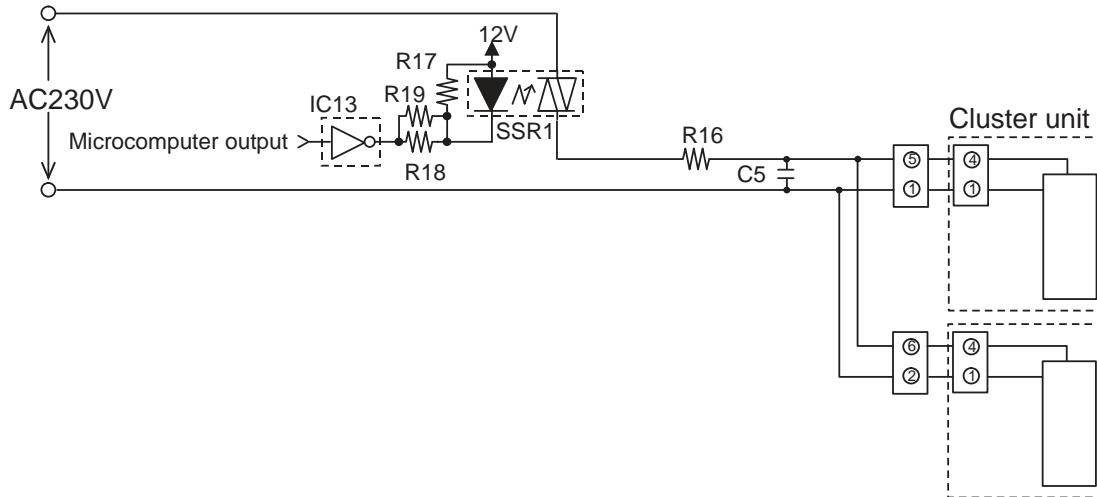 12V
R17
AC230V
R19
IC13
SSR1
Cluster unit
Microcomputer output
R16
R18
C5
⑤ ④
① ①
⑥ ④
② ①